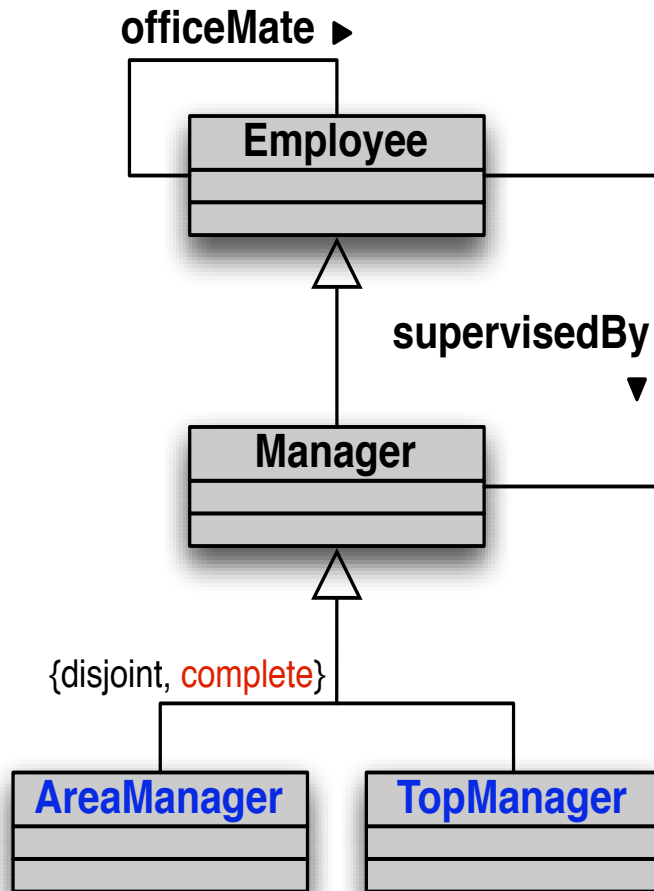 officeMate ▶
Employee
supervisedBy
▼
Manager
{disjoint, complete}
AreaManager
TopManager